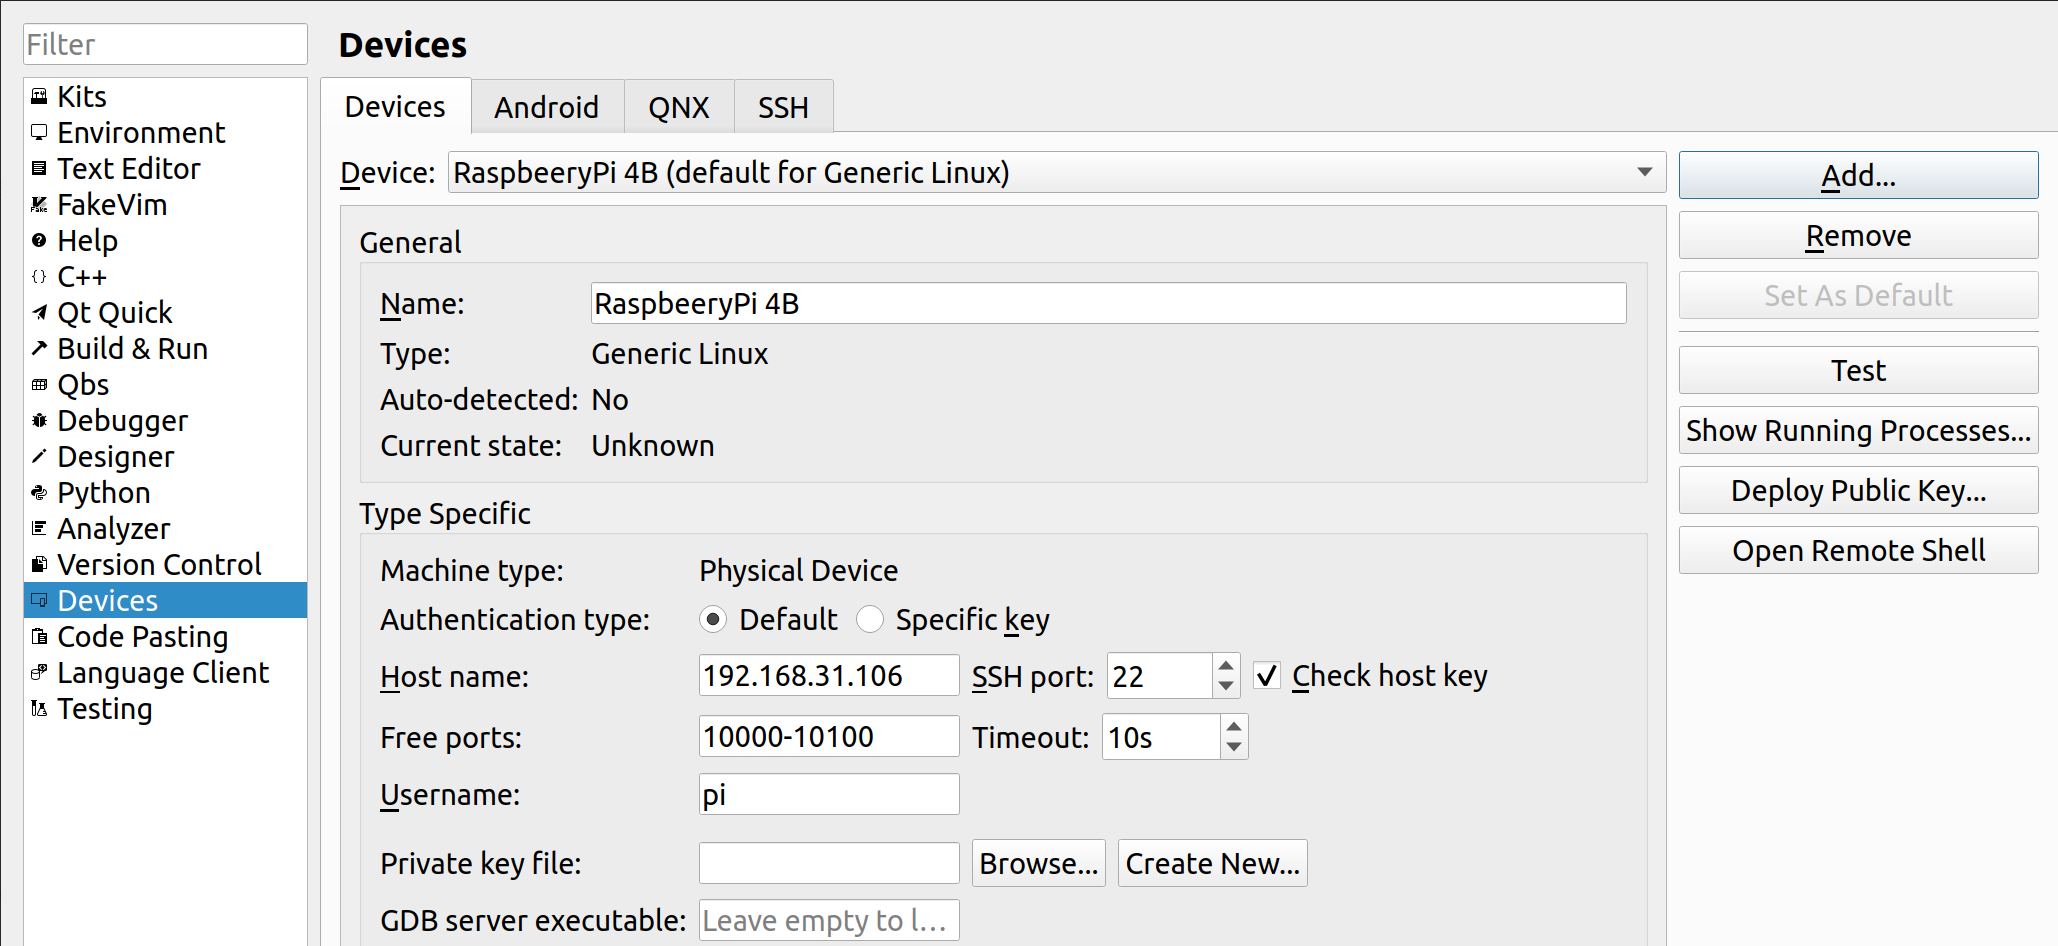 Filter
Kits
Environment
Text Editor
FakeVim
Help
C++
Qt Quick
Build & Run
Qbs
Debugger
Designer
Python
Analyzer
Version Control
Devices
Code Pasting
Language Client
Testing
Devices
Devices Android QNX SSH
Device: RaspbeeryPi 4B (default for Generic Linux)
General
Name: RaspbeeryPi 4B
Type: Generic Linux
Auto-detected: No
Current state: Unknown
Type Specific
Machine type: Physical Device
Authentication type: Default Specific key
Host name: 192.168.31.106 SSH port: 22 Check host key
Free ports: 10000-10100 Timeout: 10s
Username: pi
Private key file: Browse... Create New...
GDB server executable: Leave empty to l...
Add...
Remove
Set As Default
Test
Show Running Processes...
Deploy Public Key...
Open Remote Shell